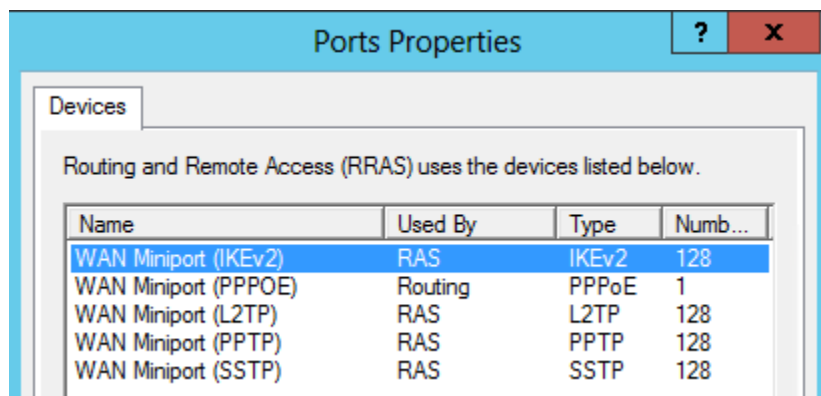 Ports Properties ? x
Devices
Routing and Remote Access (RRAS) uses the devices listed below.
Name Used By Type Numb...
WAN Miniport (IKEv2) RAS IKEv2 128
WAN Miniport (PPPOE) Routing PPPoE 1
WAN Miniport (L2TP) RAS L2TP 128
WAN Miniport (PPTP) RAS PPTP 128
WAN Miniport (SSTP) RAS SSTP 128